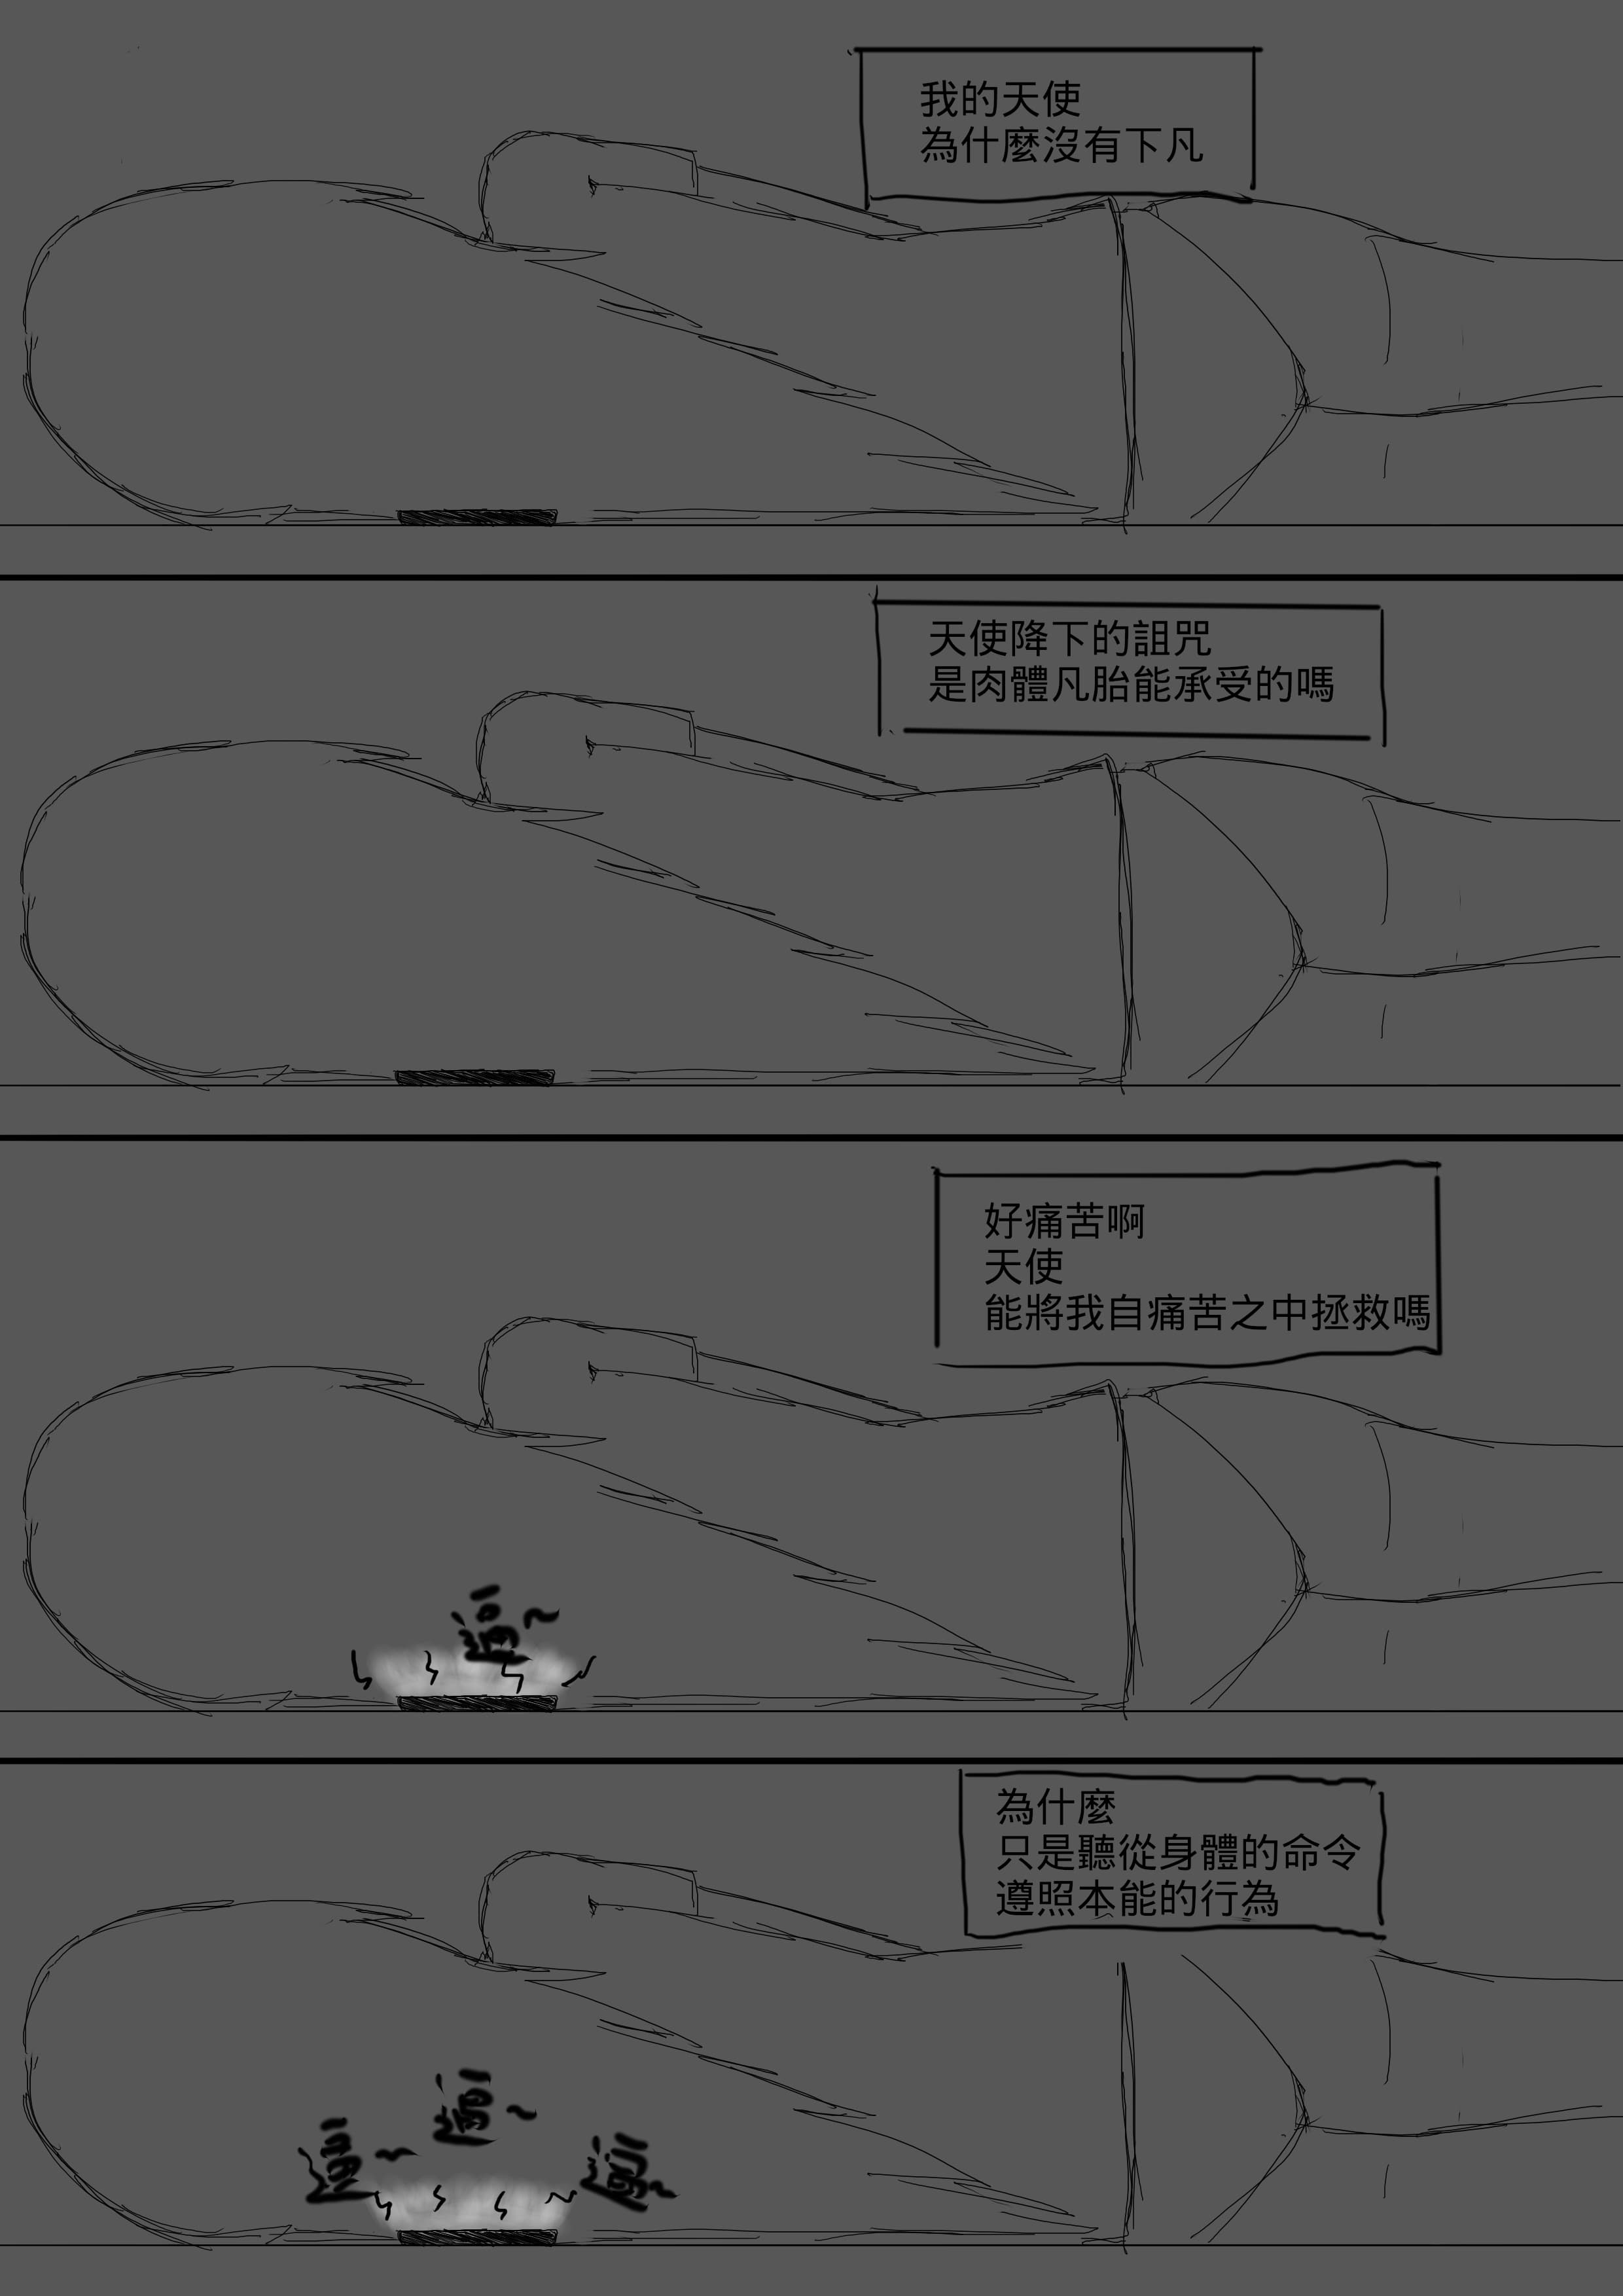 我的天使
為什麼沒有下凡
天使降下的詛咒
是肉體凡胎能承受的嗎
好痛苦啊
天使
能將我自痛苦之中拯救嗎
逼~
為什麼
只是聽從身體的命令
遵照本能的行為
逼~
逼~
逼~